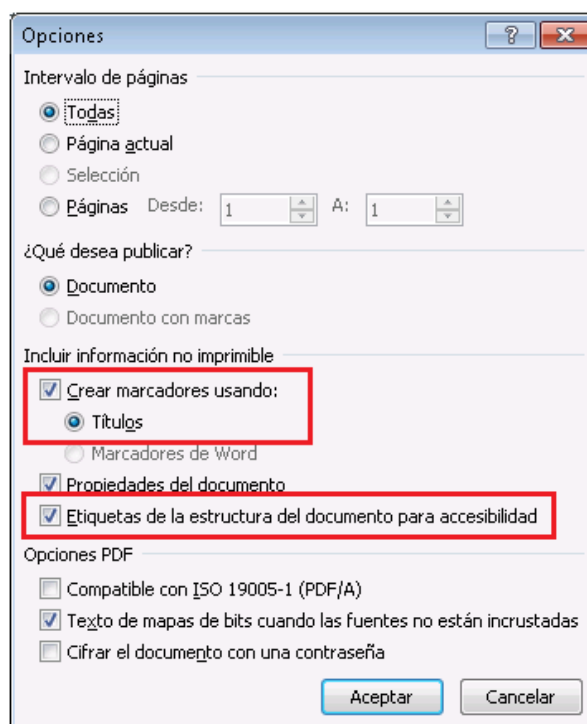 Opciones
Intervalo de páginas
Todas
Página actual
Selección
Páginas Desde: 1 A: 1
¿Qué desea publicar?
Documento
Documento con marcas
Incluir información no imprimible
Crear marcadores usando:
Títulos
Marcadores de Word
Propiedades del documento
Etiquetas de la estructura del documento para accesibilidad
Opciones PDF
Compatible con ISO 19005-1 (PDF/A)
Texto de mapas de bits cuando las fuentes no están incrustadas
Cifrar el documento con una contraseña
Aceptar Cancelar